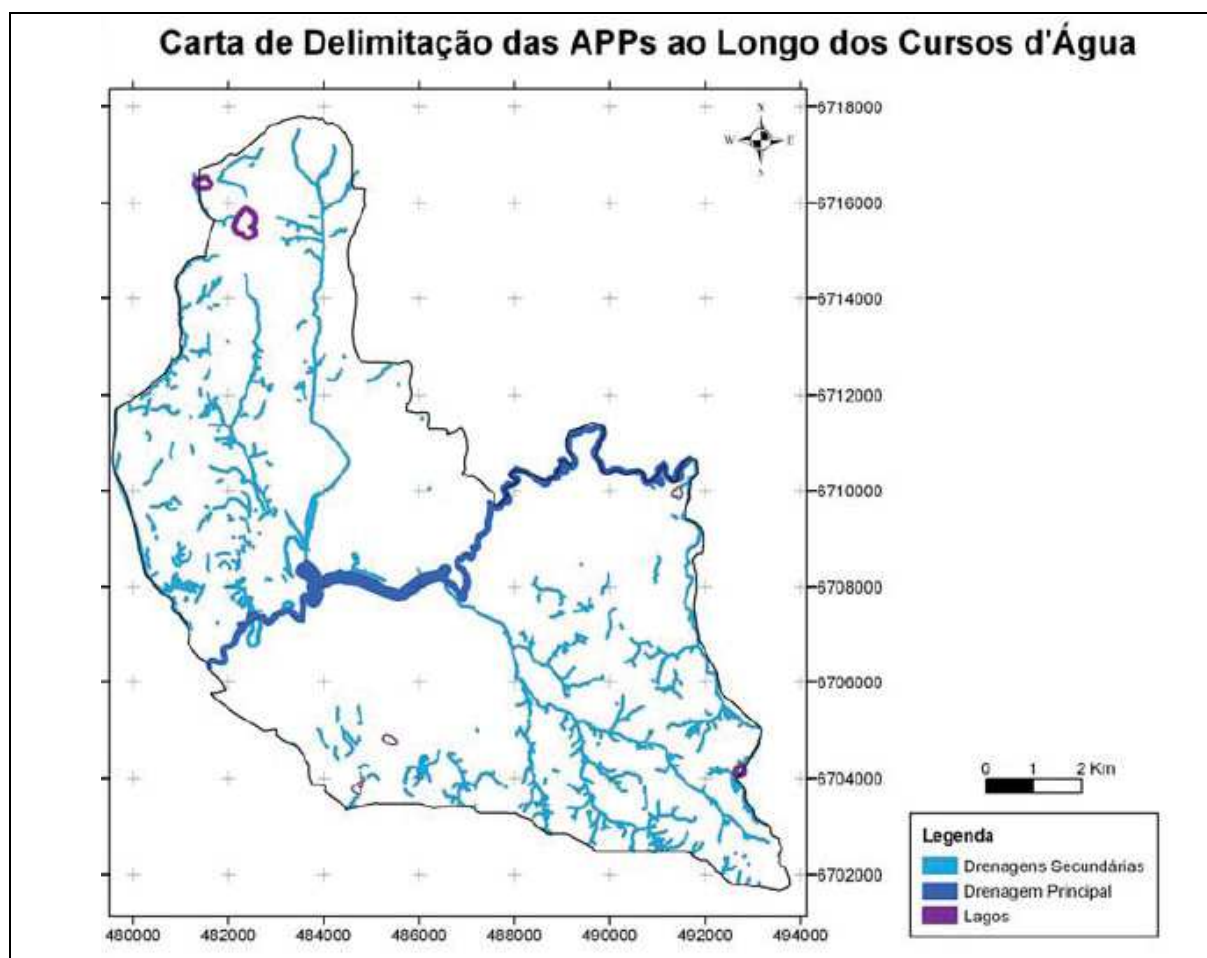 Carta de Delimitação das APPs ao Longo dos Cursos d'Água
N
W E
S
6718000
6716000
6714000
6712000
6710000
6708000
6706000
6704000
6702000
480000 482000 484000 486000 488000 490000 492000 494000
0 1 2 Km
Legenda
Drenagens Secundárias
Drenagem Principal
Lagos